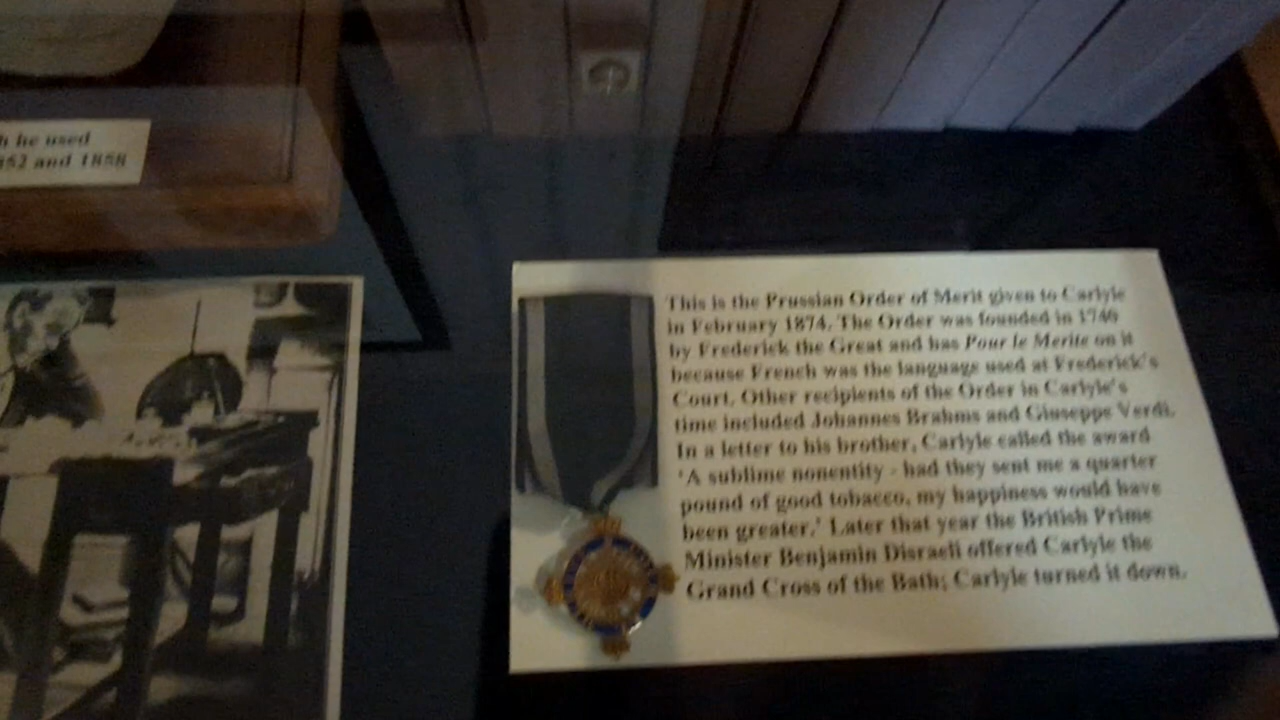 h he used
852 and 1858
This is the Prussian Order of Merit given to Carlyle
in February 1874. The Order was founded in 1740
by Frederick the Great and has Pour le Merite on it
because French was the language used at Frederick's
Court. Other recipients of the Order in Carlyle's
time included Johannes Brahms and Giuseppe Verdi.
In a letter to his brother, Carlyle called the award
'A sublime nonentity - had they sent me a quarter
pound of good tobacco, my happiness would have
been greater.' Later that year the British Prime
Minister Benjamin Disraeli offered Carlyle the
Grand Cross of the Bath; Carlyle turned it down.